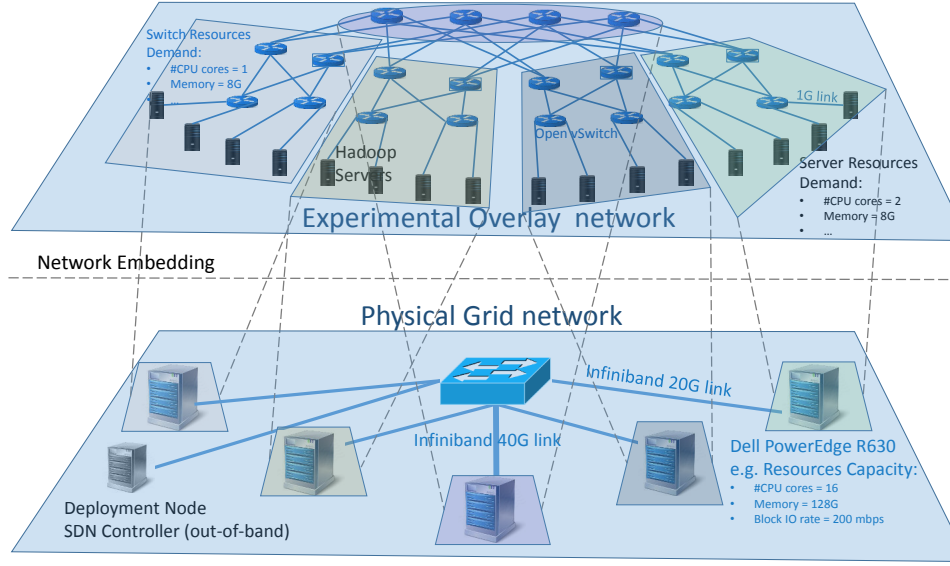 Switch Resources
Demand:
• #CPU cores = 1
• Memory = 8G
• ...
1G link
Open vSwitch
Hadoop
Servers
Server Resources
Demand:
• #CPU cores = 2
• Memory = 8G
• ...
Experimental Overlay network
Network Embedding
Physical Grid network
Infiniband 20G link
Infiniband 40G link
Dell PowerEdge R630
e.g. Resources Capacity:
• #CPU cores = 16
• Memory = 128G
• Block IO rate = 200 mbps
Deployment Node
SDN Controller (out-of-band)